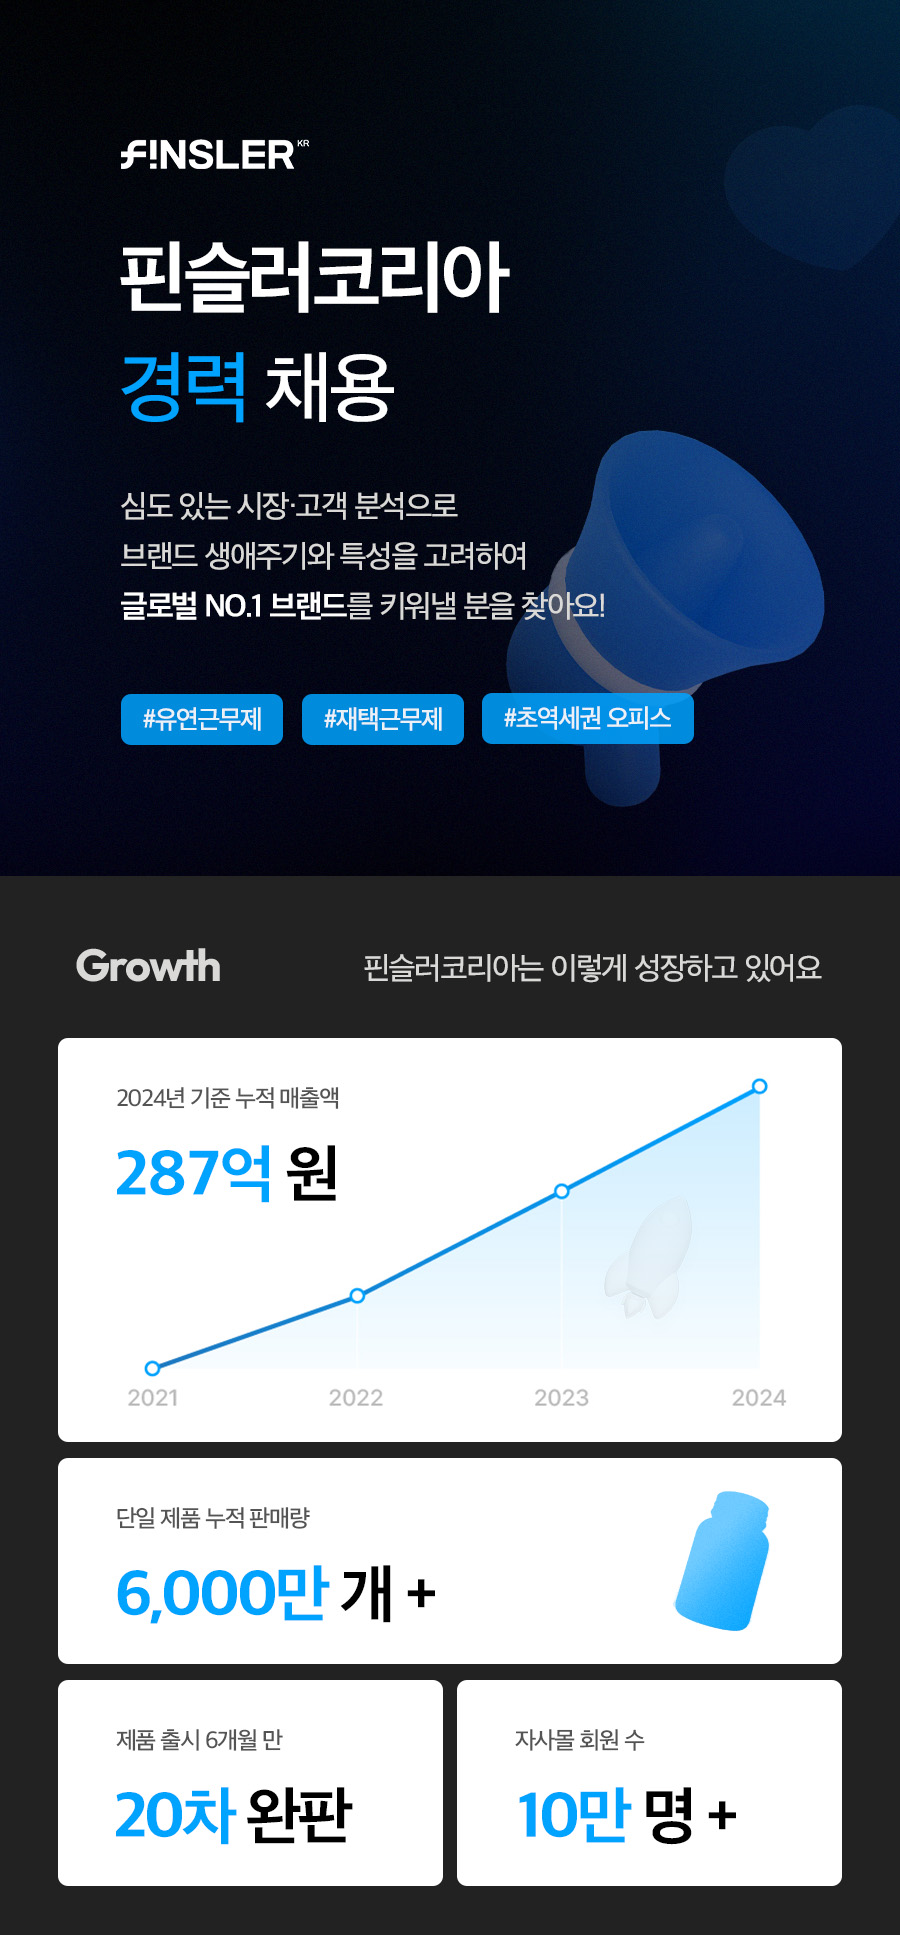 FINSLER KR
핀슬러코리아
경력 채용
심도 있는 시장·고객 분석으로
브랜드 생애주기와 특성을 고려하여
글로벌 NO.1 브랜드를 키워낼 분을 찾아요!
#유연근무제 #재택근무제 #초역세권 오피스
Growth 핀슬러코리아는 이렇게 성장하고 있어요
2024년 기준 누적 매출액
287억 원
2021 2022 2023 2024
단일 제품 누적 판매량
6,000만 개 +
제품 출시 6개월 만
20차 완판
자사몰 회원 수
10만 명 +